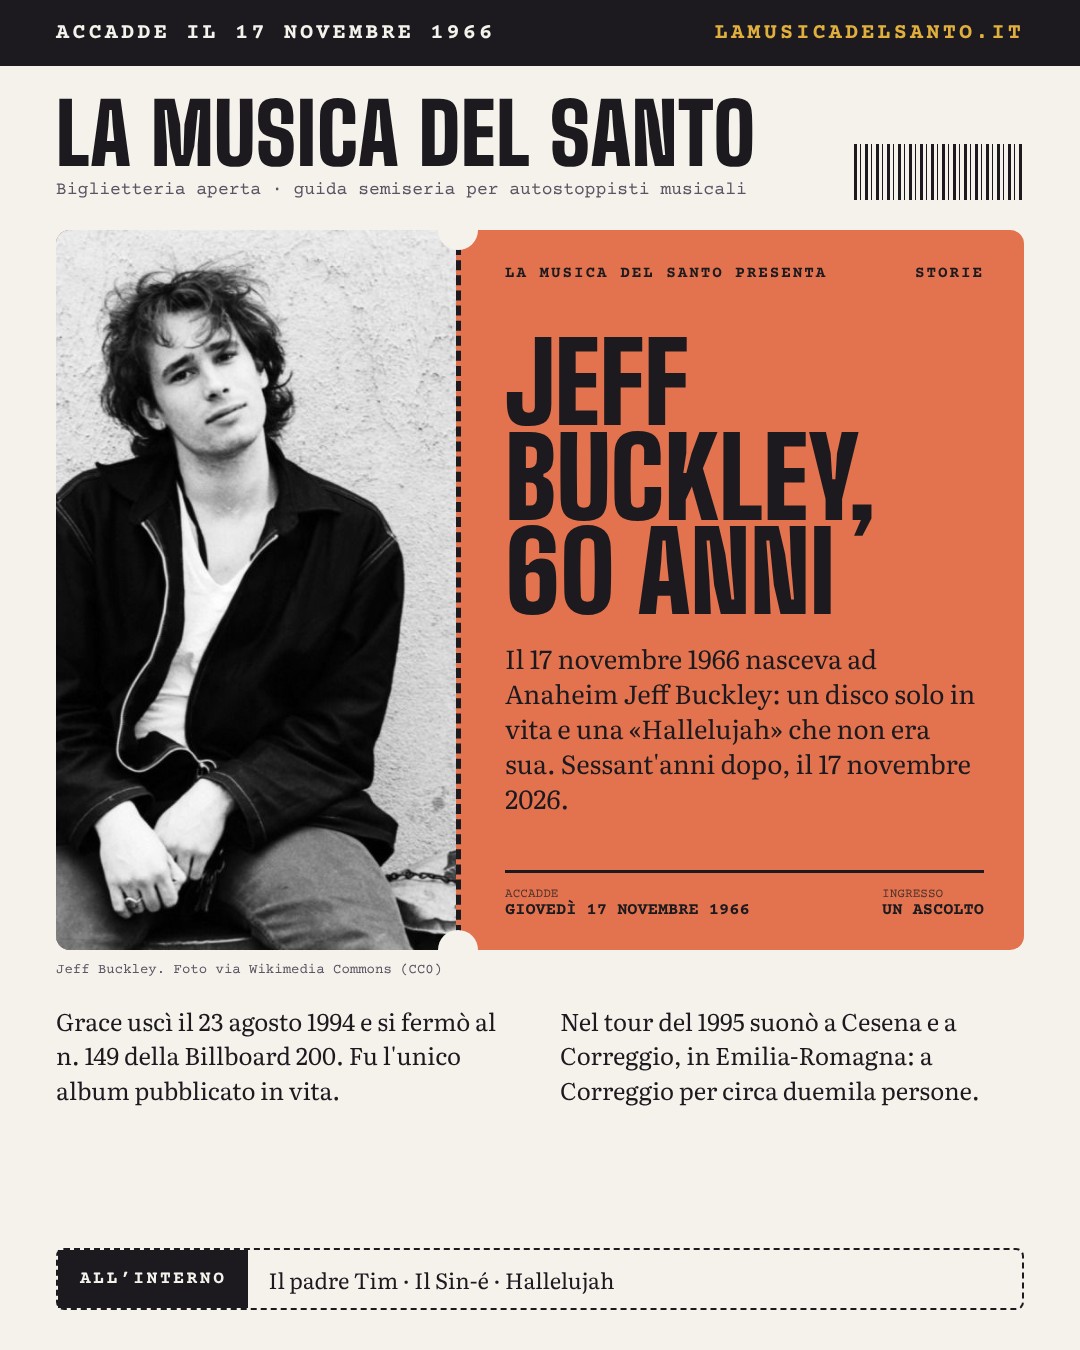 ACCADDE IL 17 NOVEMBRE 1966
LAMUSICADELSANTO.IT
LA MUSICA DEL SANTO
Biglietteria aperta · guida semiseria per autostoppisti musicali
LA MUSICA DEL SANTO PRESENTA
STORIE
JEFF
BUCKLEY,
60 ANNI
Il 17 novembre 1966 nasceva ad
Anaheim Jeff Buckley: un disco solo in
vita e una «Hallelujah» che non era
sua. Sessant'anni dopo, il 17 novembre
2026.
ACCADDE
GIOVEDÌ 17 NOVEMBRE 1966
INGRESSO
UN ASCOLTO
Jeff Buckley. Foto via Wikimedia Commons (CC0)
Grace uscì il 23 agosto 1994 e si fermò al
n. 149 della Billboard 200. Fu l'unico
album pubblicato in vita.
Nel tour del 1995 suonò a Cesena e a
Correggio, in Emilia-Romagna: a
Correggio per circa duemila persone.
ALL’INTERNO
Il padre Tim · Il Sin-é · Hallelujah